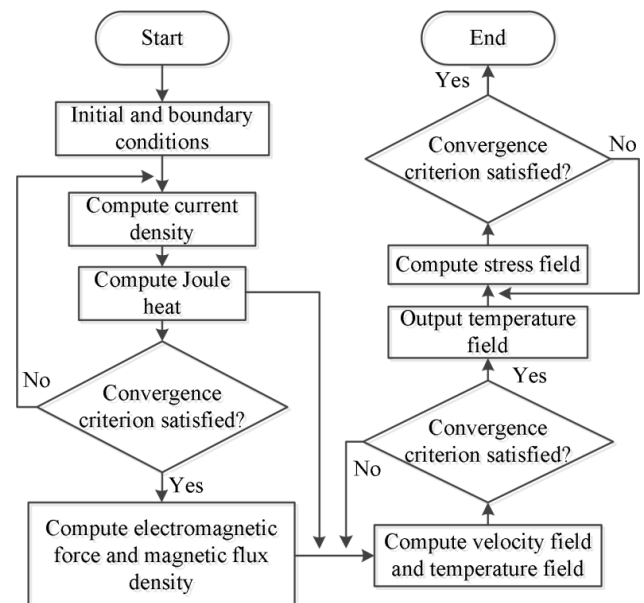 Start
Initial and boundary
conditions
Compute current
density
Compute Joule
heat
No
Convergence
criterion satisfied?
Yes
Compute electromagnetic
force and magnetic flux
density
End
Yes
Convergence
criterion satisfied?
No
Compute stress field
Output temperature
field
Yes
Convergence
criterion satisfied?
No
Compute velocity field
and temperature field